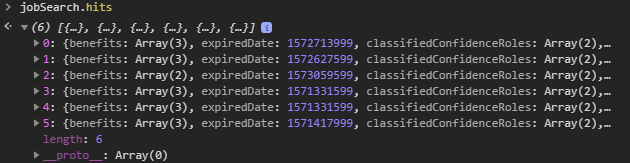 > jobSearch.hits
(6) [{…}, {…}, {…}, {…}, {…}, {…}] i
0: {benefits: Array(3), expiredDate: 1572713999, classifiedConfidenceRoles: Array(2),…
1: {benefits: Array(3), expiredDate: 1572627599, classifiedConfidenceRoles: Array(2),…
2: {benefits: Array(2), expiredDate: 1573059599, classifiedConfidenceRoles: Array(2),…
3: {benefits: Array(3), expiredDate: 1571331599, classifiedConfidenceRoles: Array(2),…
4: {benefits: Array(3), expiredDate: 1571331599, classifiedConfidenceRoles: Array(2),…
5: {benefits: Array(3), expiredDate: 1571417999, classifiedConfidenceRoles: Array(2),…
length: 6
__proto__: Array(0)